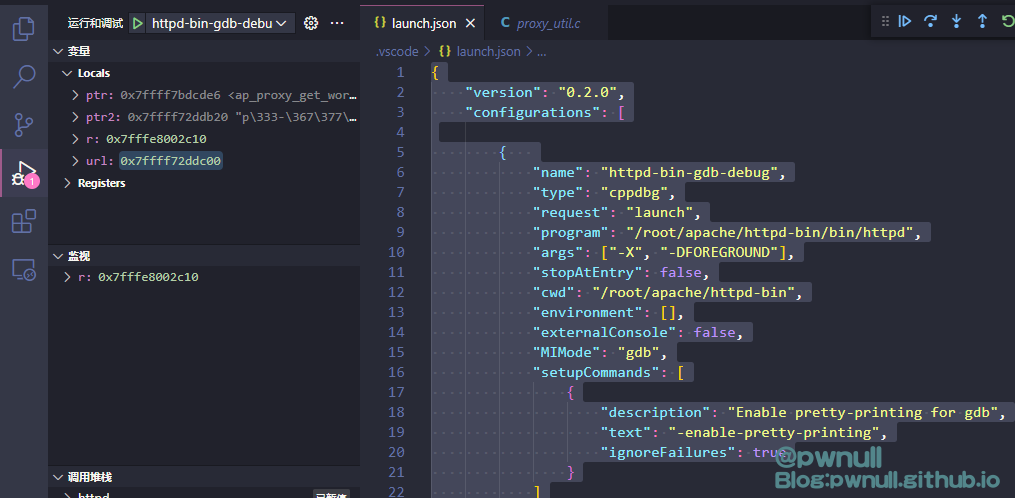 运行和调试 httpd-bin-gdb-debu
变量
Locals
ptr: 0x7ffff7bdcde6 <ap_proxy_get_wor...
ptr2: 0x7ffff72ddb20 "p\333-\367\377\...
r: 0x7fffe8002c10
url: 0x7ffff72ddc00
Registers
监视
r: 0x7fffe8002c10
调用堆栈
httpd 已暂停
1
{} launch.json × C proxy_util.c
.vscode > {} launch.json > ...
1 {
2 "version": "0.2.0",
3 "configurations": [
4
5 {
6 "name": "httpd-bin-gdb-debug",
7 "type": "cppdbg",
8 "request": "launch",
9 "program": "/root/apache/httpd-bin/bin/httpd",
10 "args": ["-X", "-DFOREGROUND"],
11 "stopAtEntry": false,
12 "cwd": "/root/apache/httpd-bin",
13 "environment": [],
14 "externalConsole": false,
15 "MIMode": "gdb",
16 "setupCommands": [
17 {
18 "description": "Enable pretty-printing for gdb",
19 "text": "-enable-pretty-printing",
20 "ignoreFailures": true
21 }
22 ]
@pwnull
Blog:pwnull.github.io